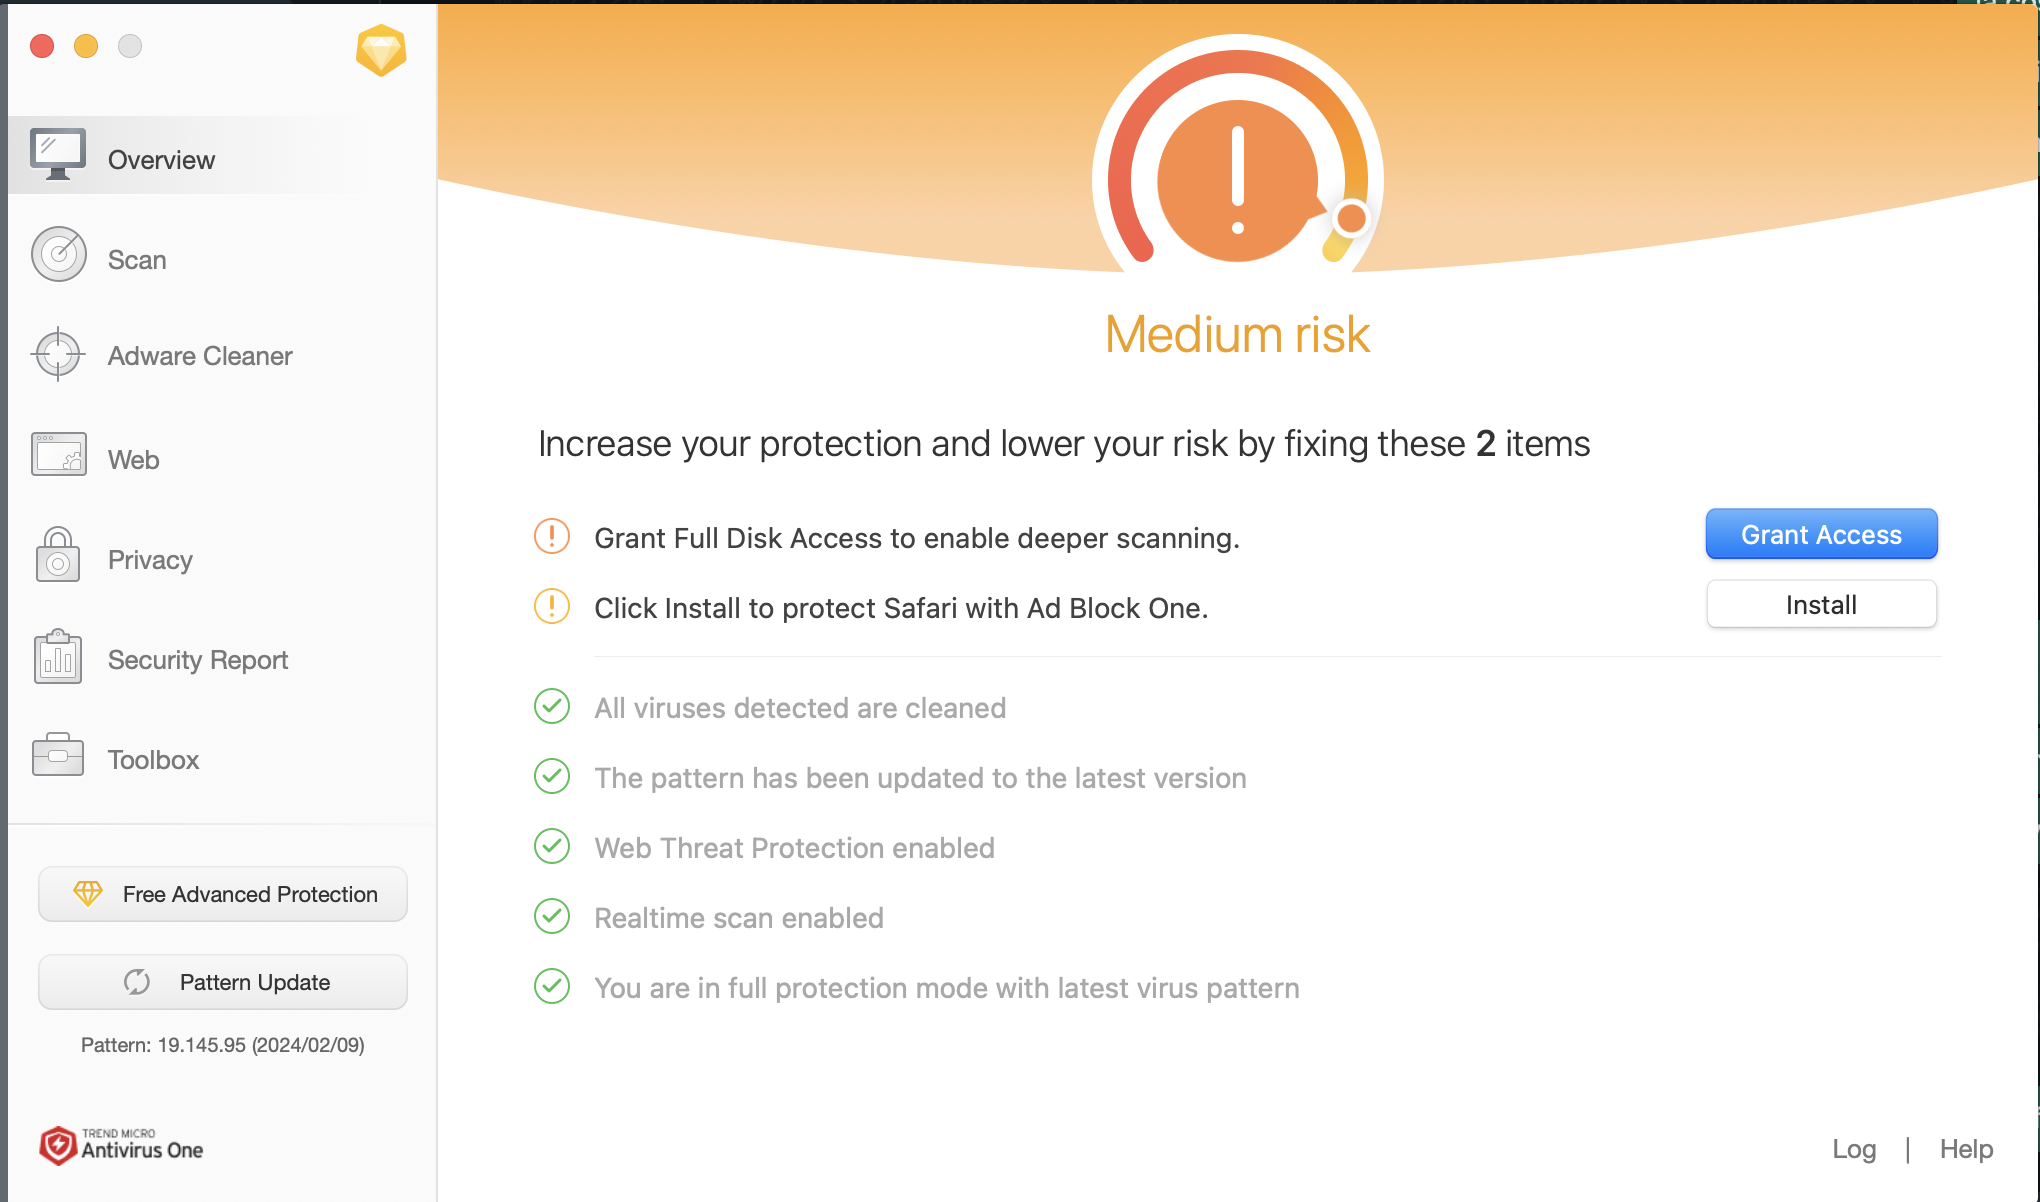 Overview
Scan
Adware Cleaner
Web
Privacy
Security Report
Toolbox
Free Advanced Protection
Pattern Update
Pattern: 19.145.95 (2024/02/09)
TREND MICRO
Antivirus One
Medium risk
Increase your protection and lower your risk by fixing these 2 items
Grant Full Disk Access to enable deeper scanning.
Grant Access
Click Install to protect Safari with Ad Block One.
Install
All viruses detected are cleaned
The pattern has been updated to the latest version
Web Threat Protection enabled
Realtime scan enabled
You are in full protection mode with latest virus pattern
Log | Help